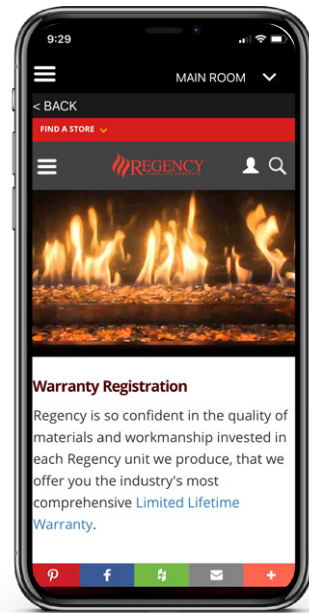 9:29
MAIN ROOM
< BACK
FIND A STORE
REGENCY
FIREPLACE PRODUCTS
Warranty Registration
Regency is so confident in the quality of
materials and workmanship invested in
each Regency unit we produce, that we
offer you the industry's most
comprehensive Limited Lifetime
Warranty.